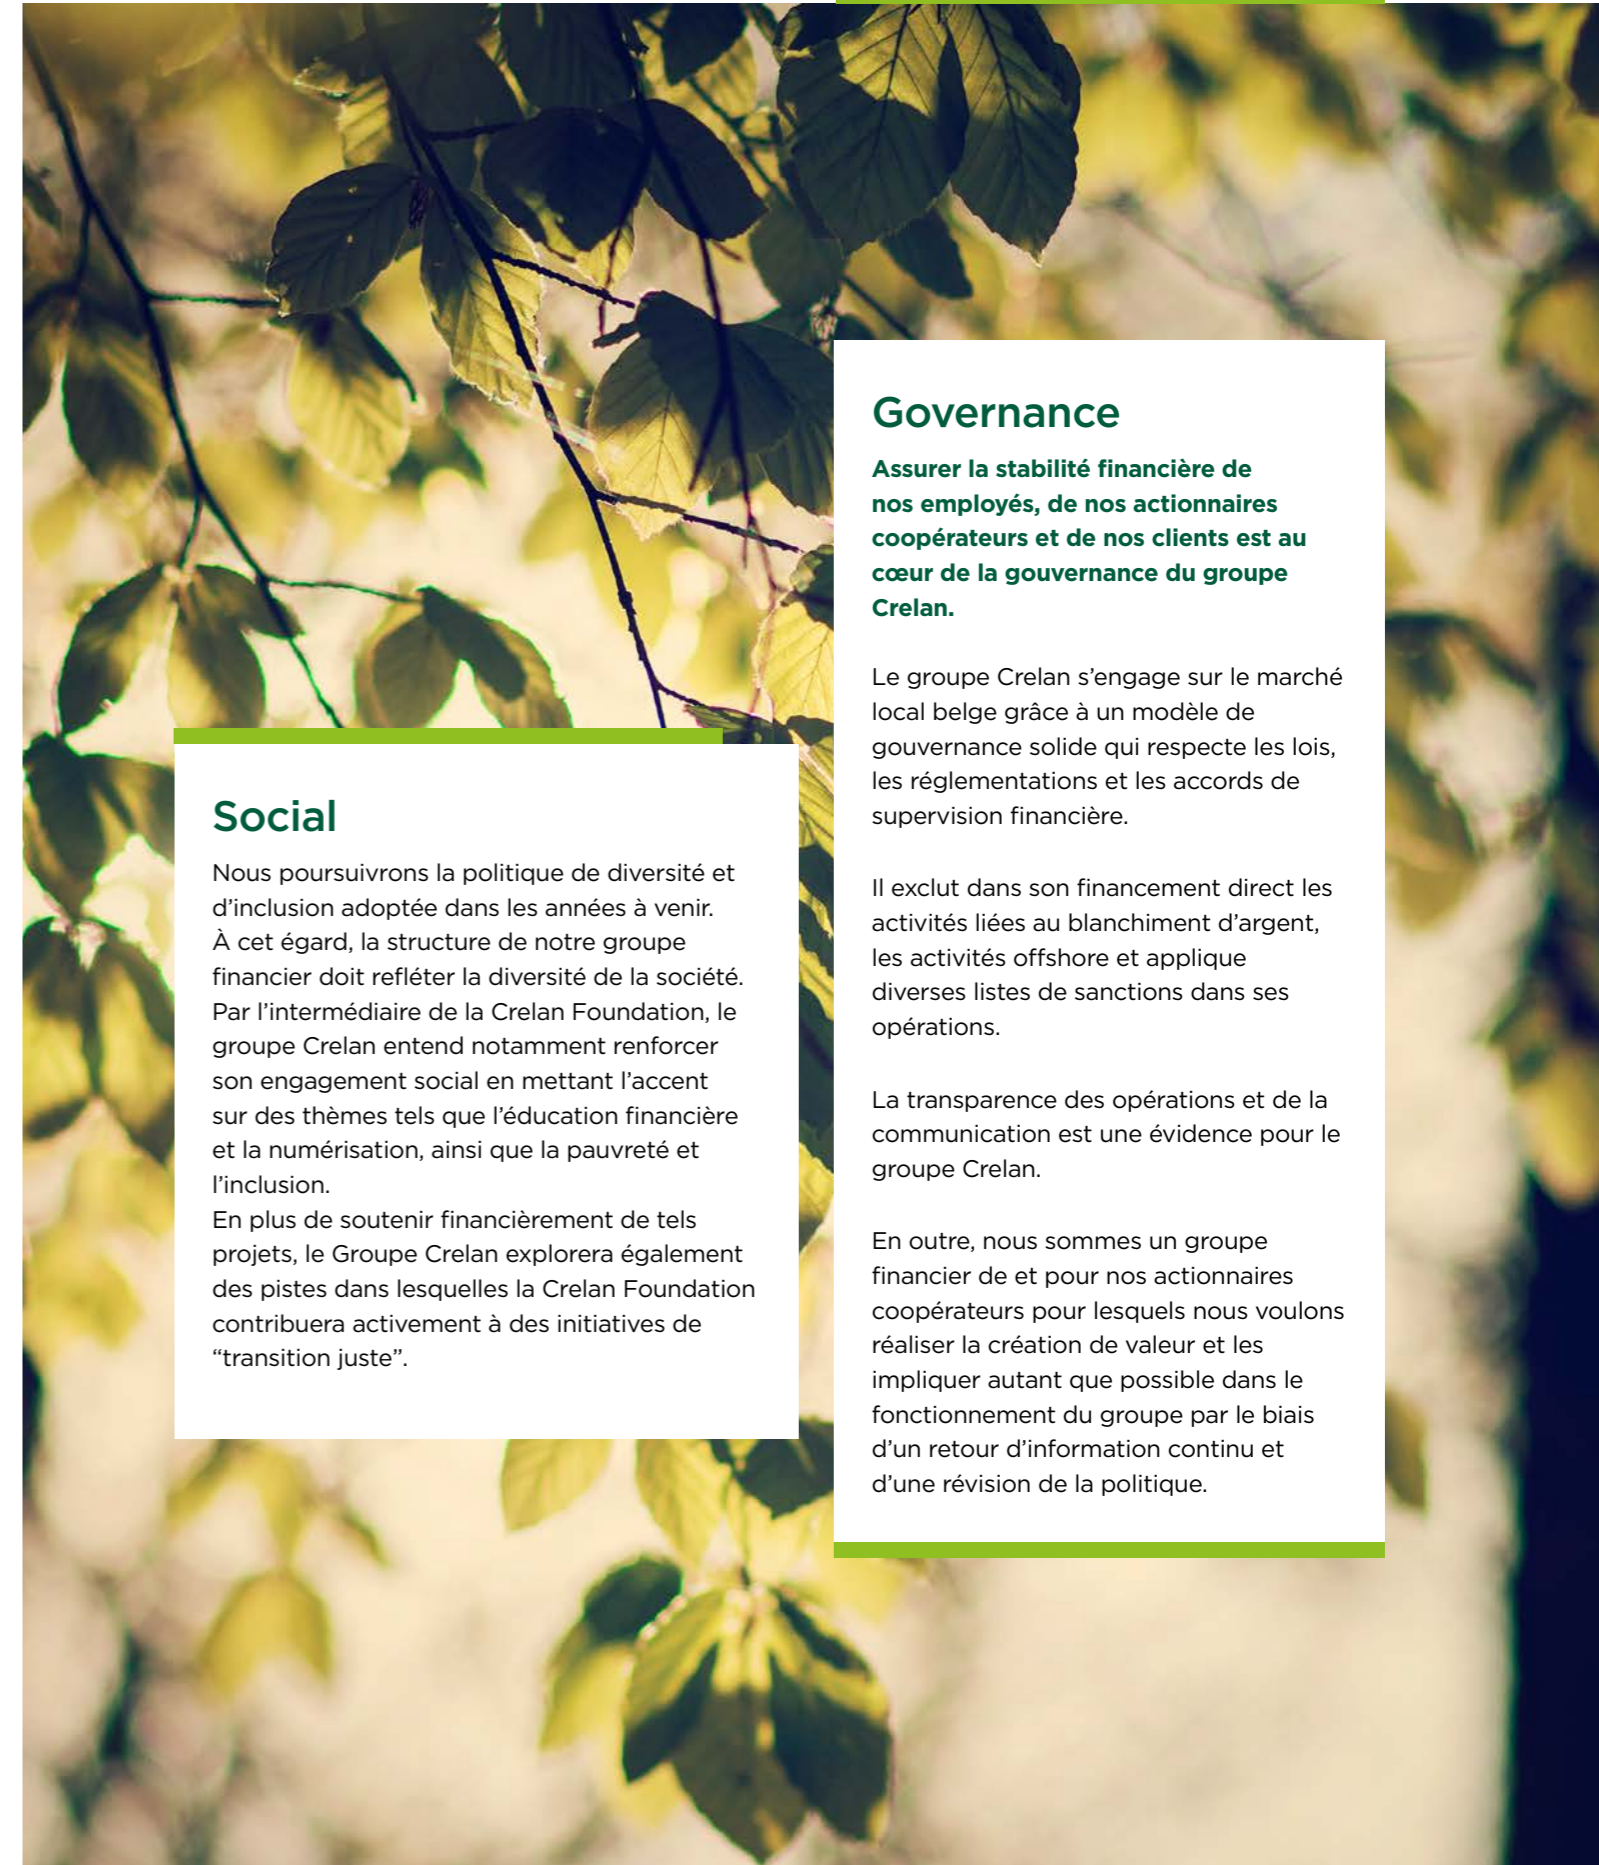 Social
Nous poursuivrons la politique de diversité et
d’inclusion adoptée dans les années à venir.
À cet égard, la structure de notre groupe
financier doit refléter la diversité de la société.
Par l’intermédiaire de la Crelan Foundation, le
groupe Crelan entend notamment renforcer
son engagement social en mettant l’accent
sur des thèmes tels que l’éducation financière
et la numérisation, ainsi que la pauvreté et
l’inclusion.
En plus de soutenir financièrement de tels
projets, le Groupe Crelan explorera également
des pistes dans lesquelles la Crelan Foundation
contribuera activement à des initiatives de
“transition juste”.
Governance
Assurer la stabilité financière de
nos employés, de nos actionnaires
coopérateurs et de nos clients est au
cœur de la gouvernance du groupe
Crelan.
Le groupe Crelan s’engage sur le marché
local belge grâce à un modèle de
gouvernance solide qui respecte les lois,
les réglementations et les accords de
supervision financière.
Il exclut dans son financement direct les
activités liées au blanchiment d’argent,
les activités offshore et applique
diverses listes de sanctions dans ses
opérations.
La transparence des opérations et de la
communication est une évidence pour le
groupe Crelan.
En outre, nous sommes un groupe
financier de et pour nos actionnaires
coopérateurs pour lesquels nous voulons
réaliser la création de valeur et les
impliquer autant que possible dans le
fonctionnement du groupe par le biais
d’un retour d’information continu et
d’une révision de la politique.